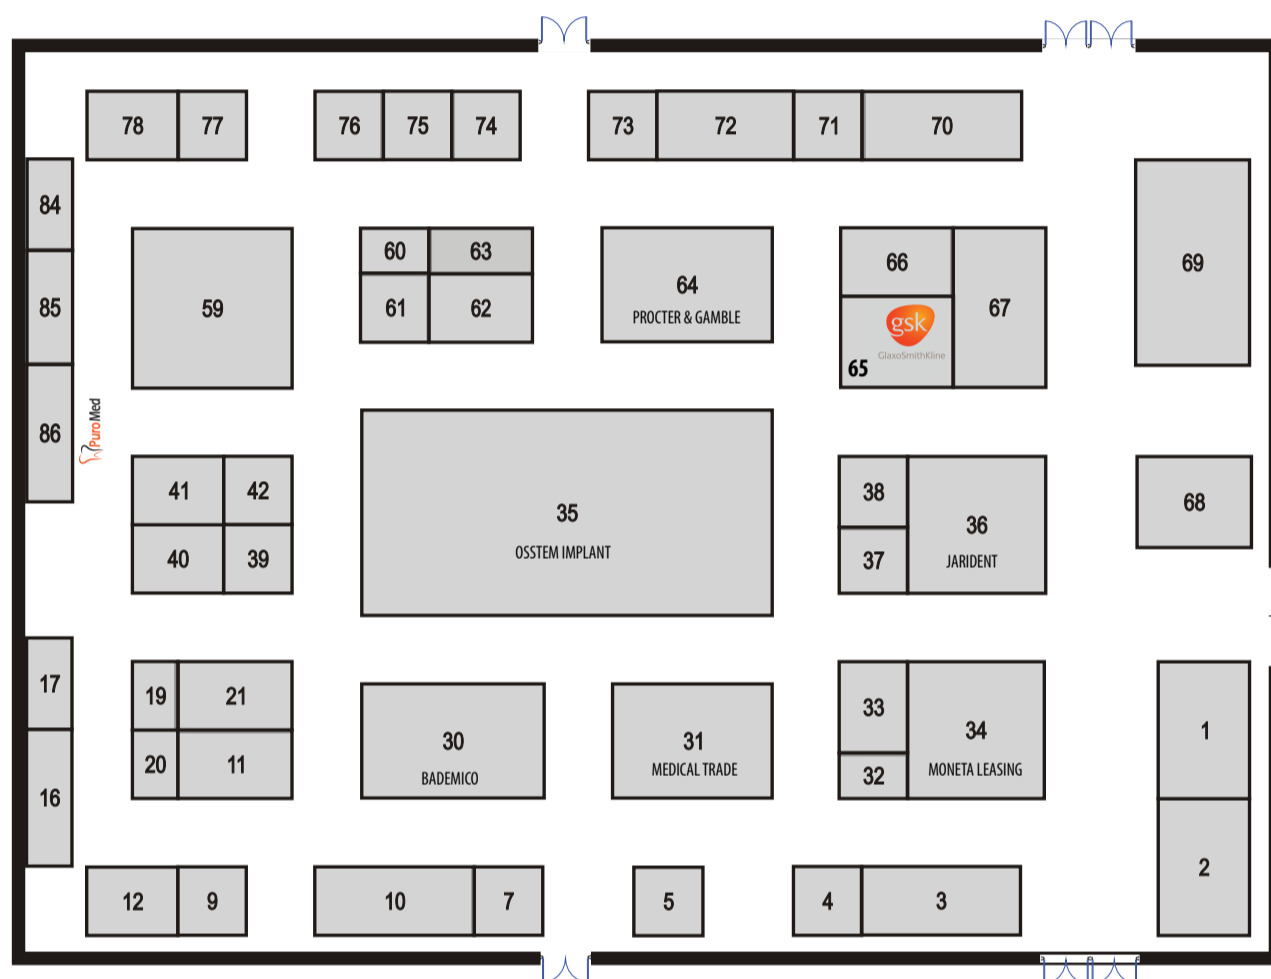 78 77 76 75 74 73 72 71 70
84
60 63
66
69
85
59
61 62
64
PROCTER & GAMBLE
gsk
GlaxoSmithKline
65
67
86
PuroMed
41 42
38
68
35
OSSTEM IMPLANT
36
JARIDENT
40 39
37
17
19 21
33
1
30
BADEMICO
31
MEDICAL TRADE
34
MONETA LEASING
20 11
32
16
2
12 9 10 7 5 4 3